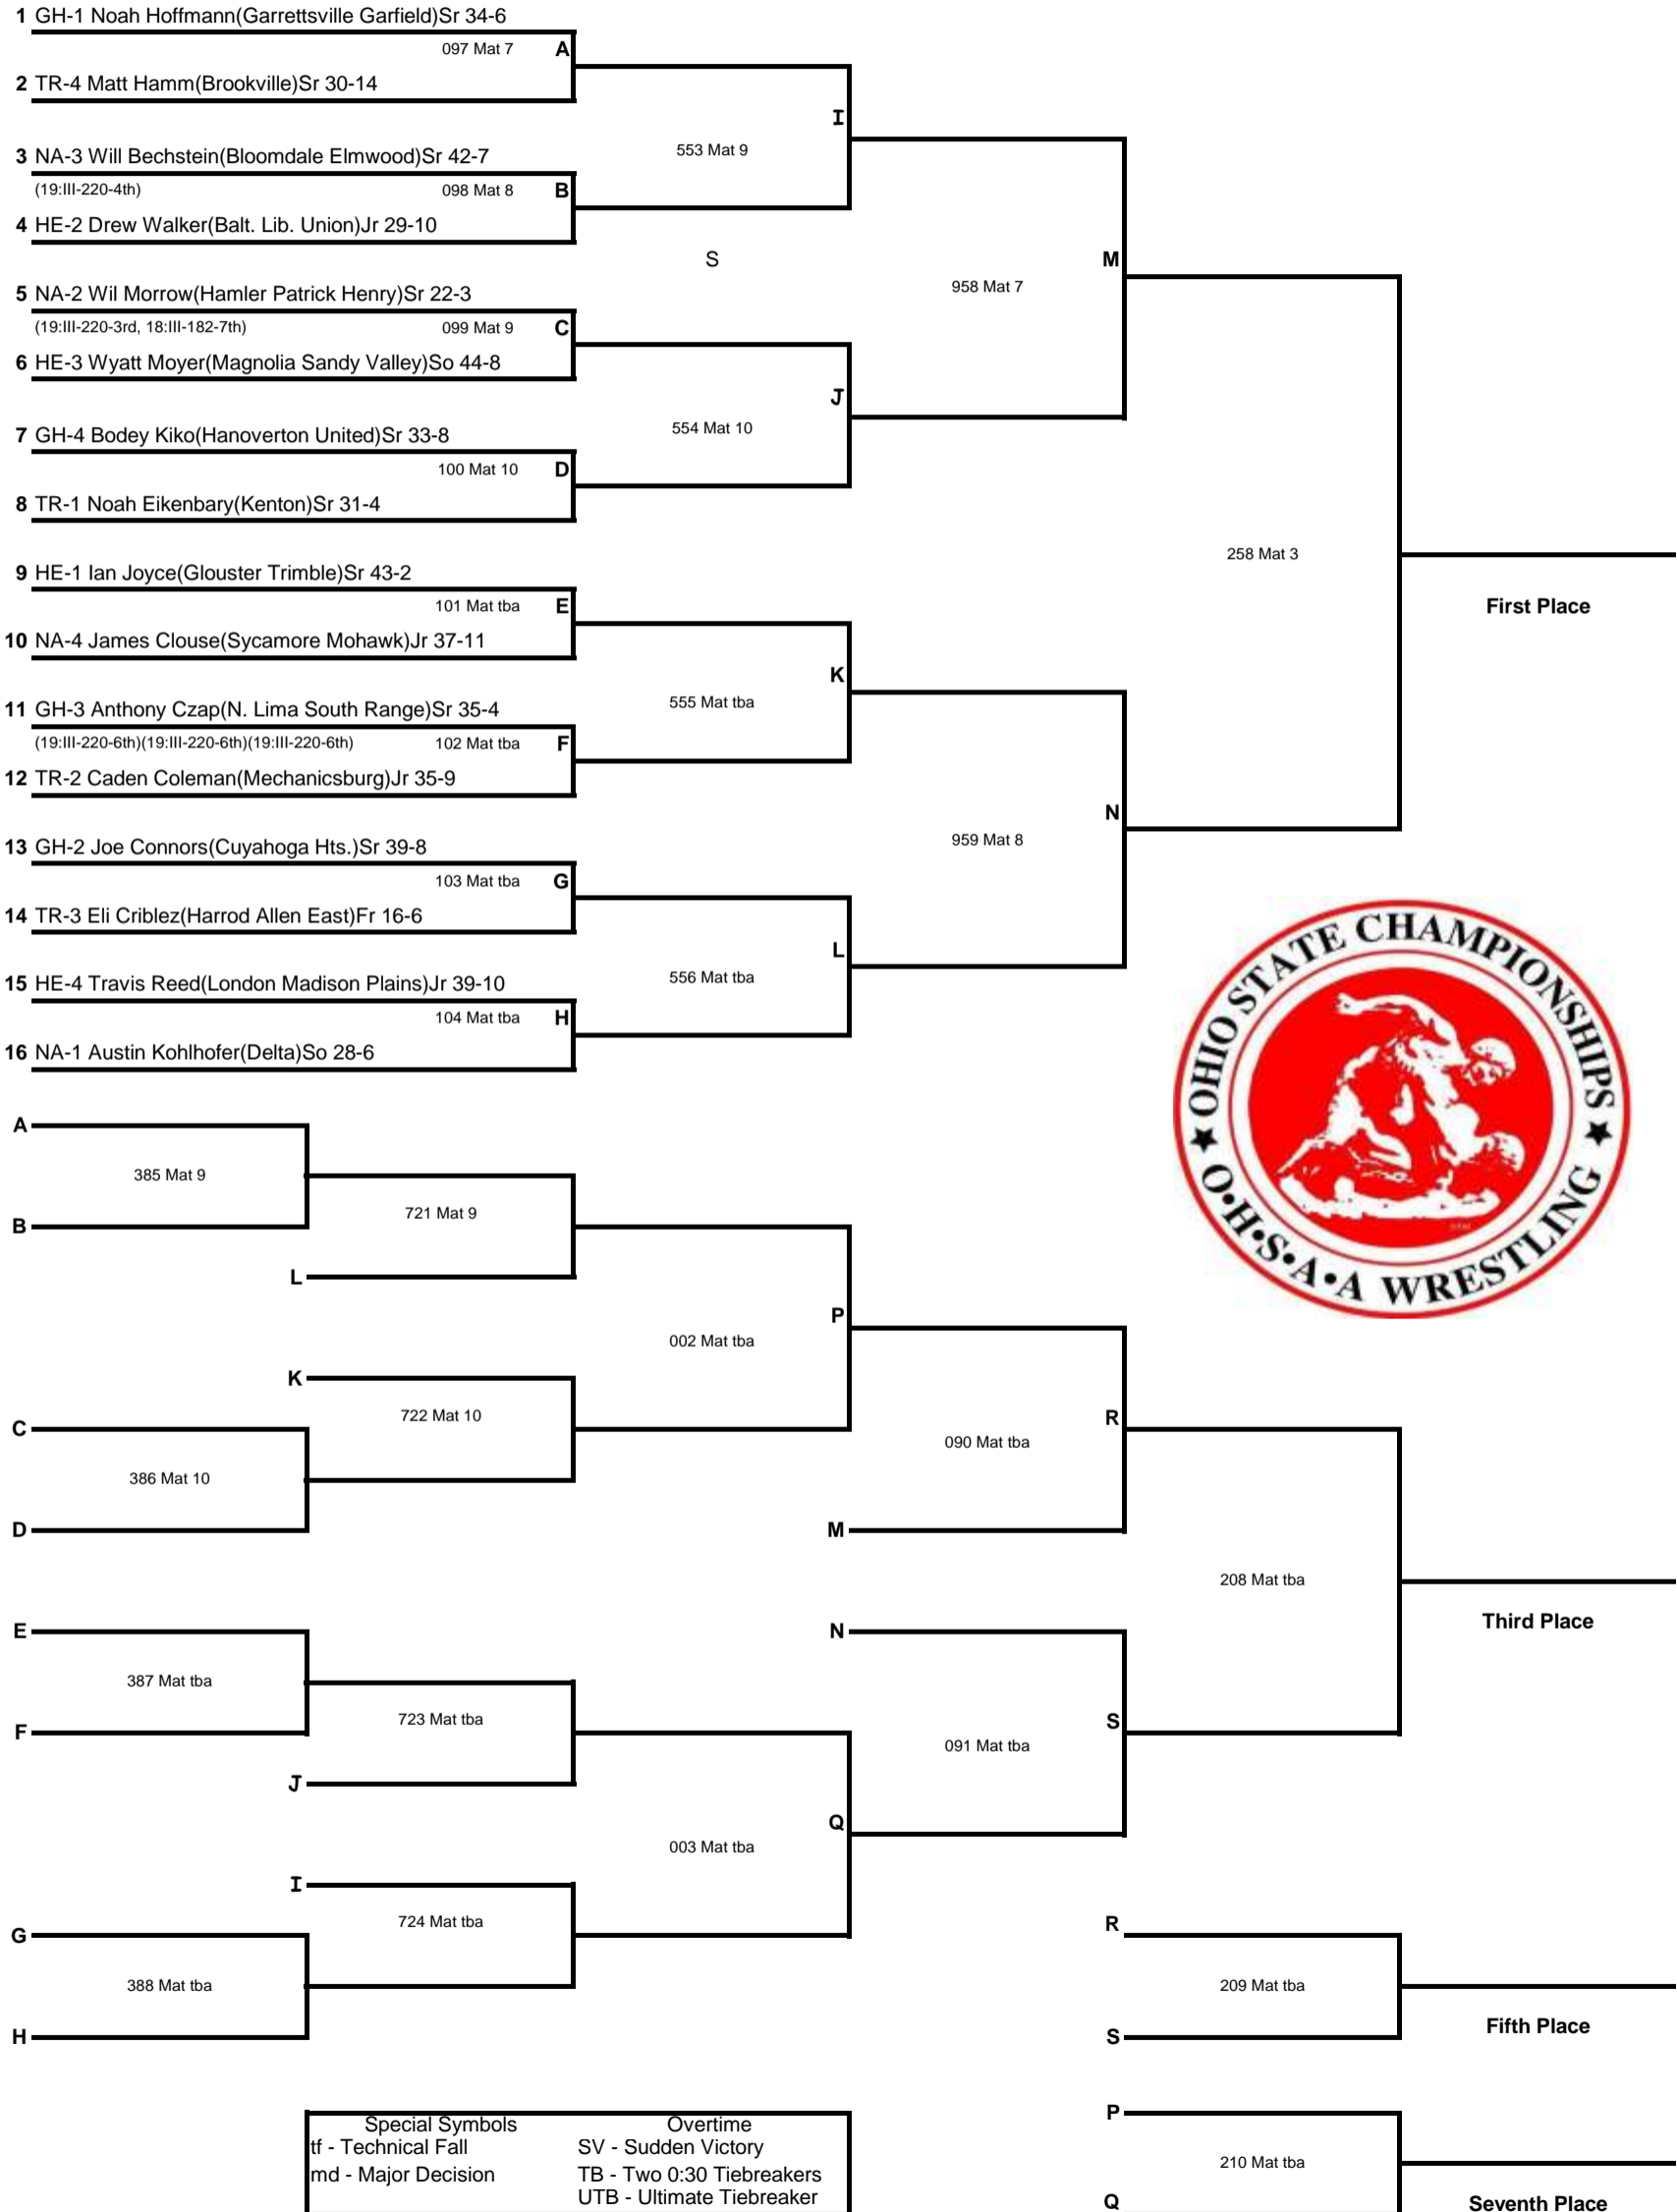 1 GH-1 Noah Hoffmann(Garrettsville Garfield)Sr 34-6
097 Mat 7 A
2 TR-4 Matt Hamm(Brookville)Sr 30-14
I
3 NA-3 Will Bechstein(Bloomdale Elmwood)Sr 42-7
553 Mat 9
(19:III-220-4th) 098 Mat 8 B
4 HE-2 Drew Walker(Balt. Lib. Union)Jr 29-10
S
M
5 NA-2 Wil Morrow(Hamler Patrick Henry)Sr 22-3
958 Mat 7
(19:III-220-3rd, 18:III-182-7th) 099 Mat 9 C
6 HE-3 Wyatt Moyer(Magnolia Sandy Valley)So 44-8
J
7 GH-4 Bodey Kiko(Hanoverton United)Sr 33-8
554 Mat 10
100 Mat 10 D
8 TR-1 Noah Eikenbary(Kenton)Sr 31-4
258 Mat 3
9 HE-1 Ian Joyce(Glouster Trimble)Sr 43-2
101 Mat tba E
First Place
10 NA-4 James Clouse(Sycamore Mohawk)Jr 37-11
K
11 GH-3 Anthony Czap(N. Lima South Range)Sr 35-4
555 Mat tba
(19:III-220-6th)(19:III-220-6th)(19:III-220-6th) 102 Mat tba F
12 TR-2 Caden Coleman(Mechanicsburg)Jr 35-9
N
13 GH-2 Joe Connors(Cuyahoga Hts.)Sr 39-8
959 Mat 8
103 Mat tba G
14 TR-3 Eli Criblez(Harrod Allen East)Fr 16-6
L
15 HE-4 Travis Reed(London Madison Plains)Jr 39-10
556 Mat tba
104 Mat tba H
16 NA-1 Austin Kohlhofer(Delta)So 28-6
OHIO STATE CHAMPIONSHIPS
O•H•S•A•A WRESTLING
A
385 Mat 9
721 Mat 9
B
L
P
002 Mat tba
K
722 Mat 10
R
C
090 Mat tba
386 Mat 10
D
M
208 Mat tba
E
N
Third Place
387 Mat tba
723 Mat tba
S
F
091 Mat tba
J
Q
003 Mat tba
I
724 Mat tba
R
G
388 Mat tba
209 Mat tba
Fifth Place
H
S
P
Special Symbols Overtime
tf - Technical Fall SV - Sudden Victory
210 Mat tba
md - Major Decision TB - Two 0:30 Tiebreakers
UTB - Ultimate Tiebreaker
Q
Seventh Place